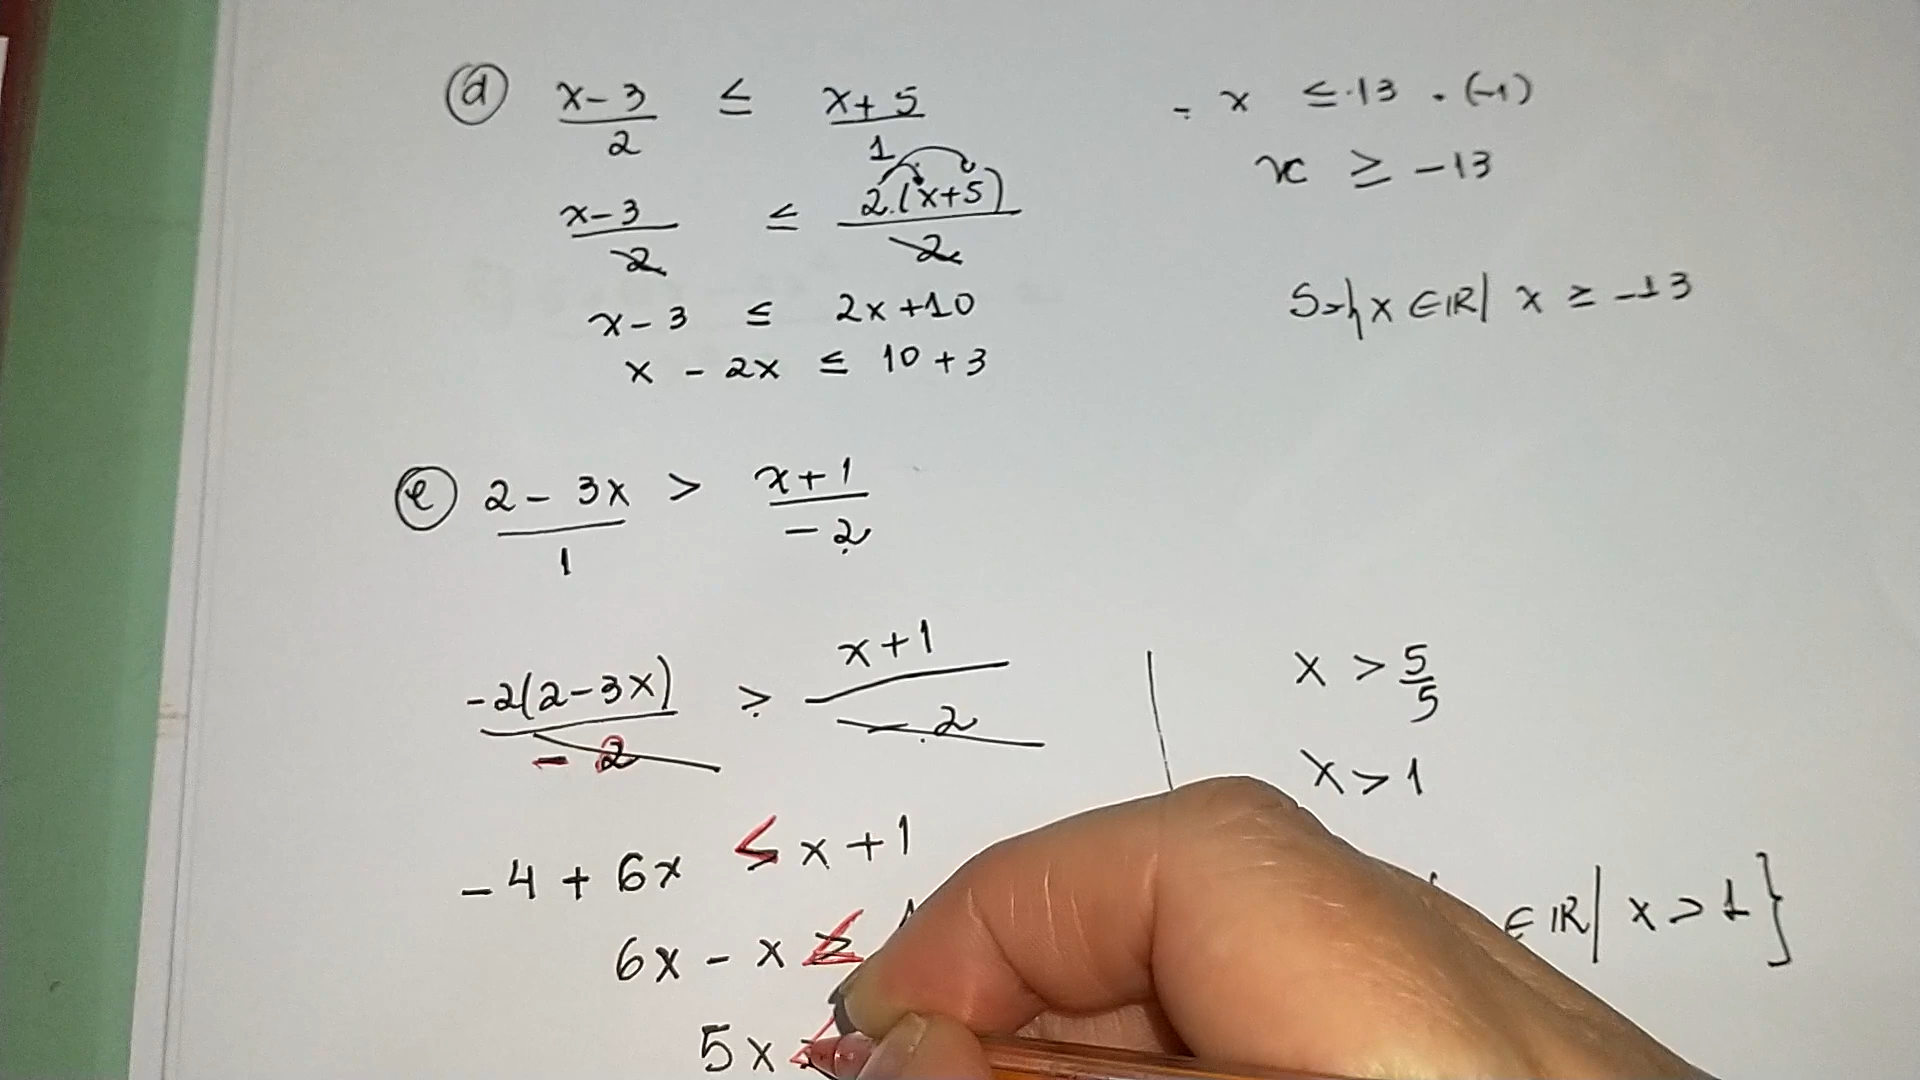 d x-3/2 ≤ x+5/1
x-3/2 ≤ 2.(x+5)/2
x-3 ≤ 2x+10
x - 2x ≤ 10+3
- x ≤ 13 . (-1)
x ≥ -13
S={x ∈ IR/ x ≥ -13
e 2-3x/1 > x+1/-2
-2(2-3x)/-2 > x+1/-2
-4+6x < x+1
6x - x <
5x
x > 5/5
x > 1
∈ IR/ x > 1}